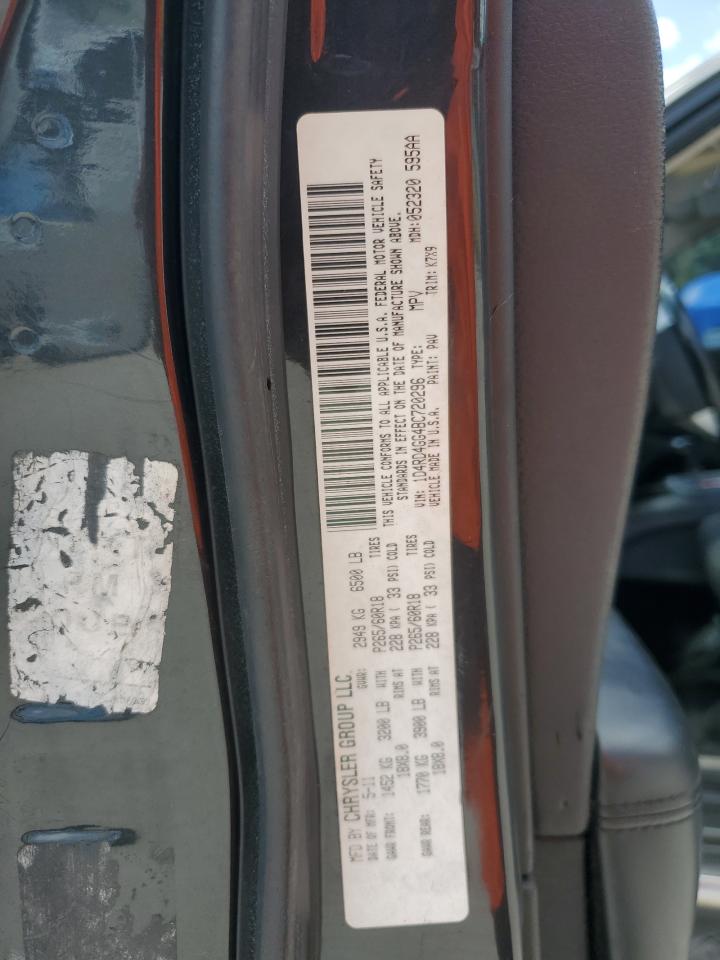 MFD BY CHRYSLER GROUP LLC
DATE OF MFR: 5-11 GVWR: 2949 KG 6500 LB
GAWR FRONT: 1452 KG 3200 LB WITH P265/60R18 TIRES
18X8.0 RIMS AT 228 KPA ( 33 PSI) COLD
GAWR REAR: 1770 KG 3900 LB WITH P265/60R18 TIRES
18X8.0 RIMS AT 228 KPA ( 33 PSI) COLD
THIS VEHICLE CONFORMS TO ALL APPLICABLE U.S.A. FEDERAL MOTOR VEHICLE SAFETY
STANDARDS IN EFFECT ON THE DATE OF MANUFACTURE SHOWN ABOVE.
VIN: 1D4RD4GG4BC720296 TYPE: MPV MDH: 052320 595AA
VEHICLE MADE IN U.S.A. PAINT: PAU TRIM: K7X9